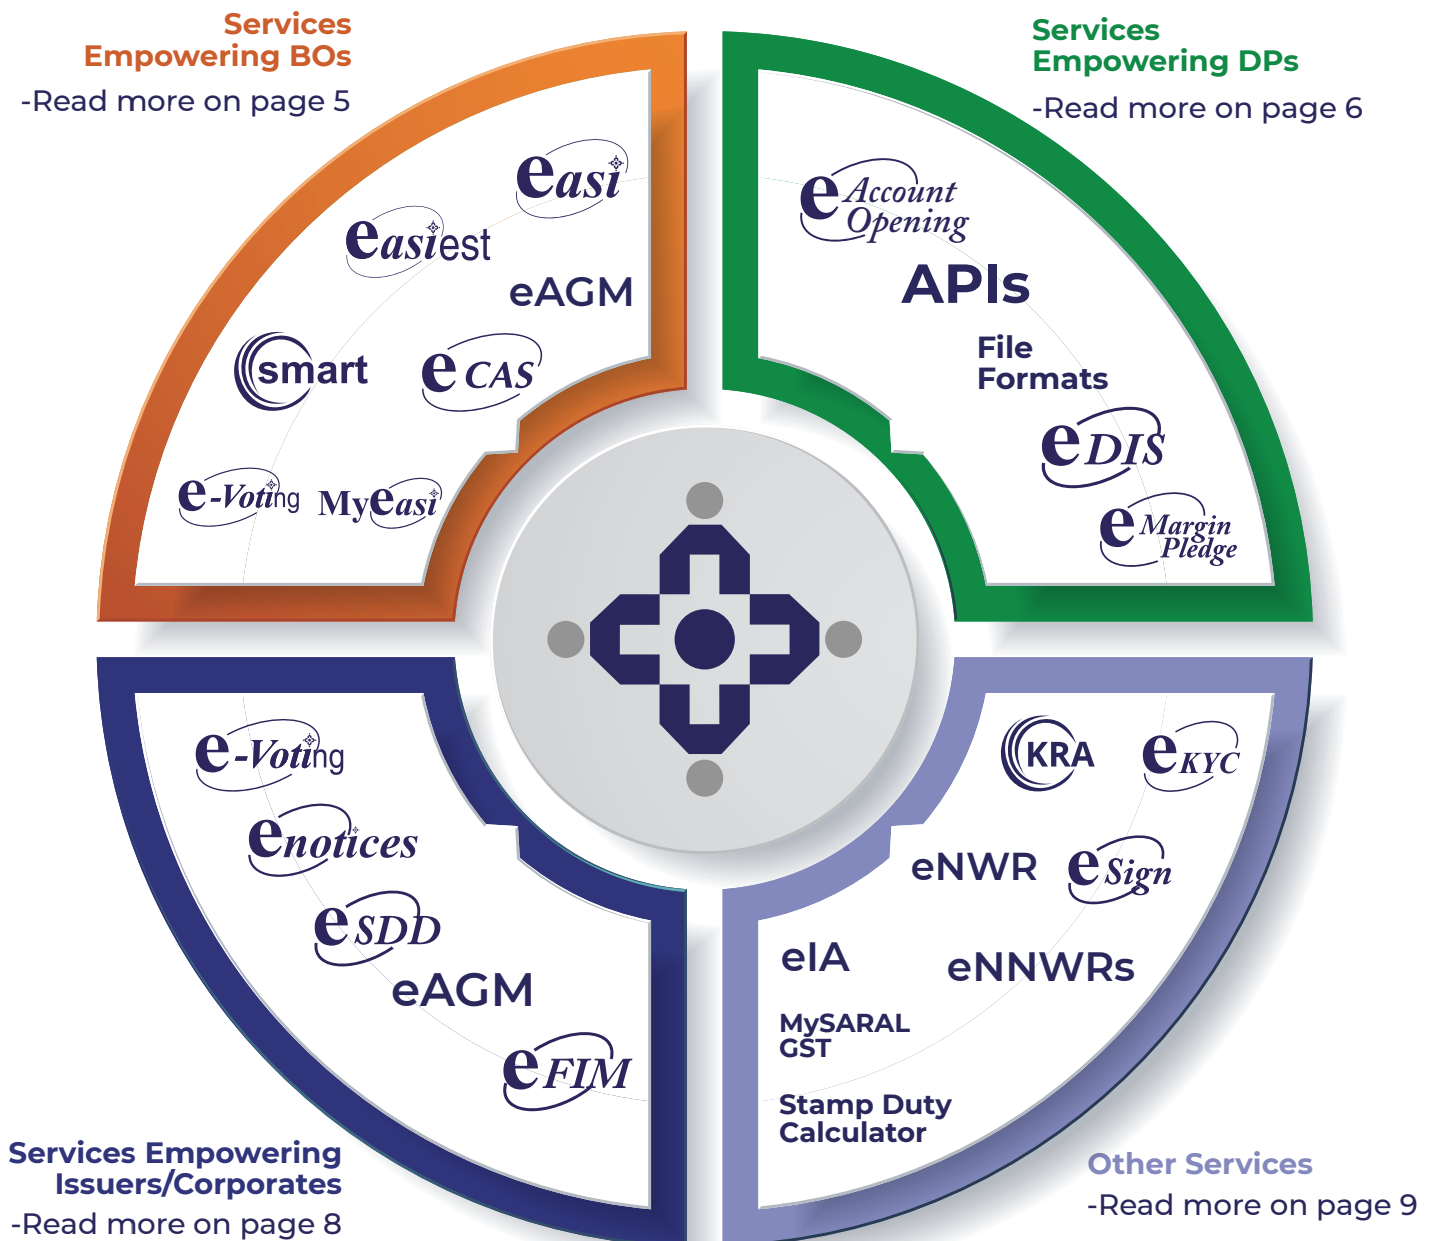 Services
Empowering BOs
-Read more on page 5
easi
easiest
eAGM
smart
eCAS
e-Voting
Myeasi
Services
Empowering DPs
-Read more on page 6
eAccount
Opening
APIs
File
Formats
eDIS
eMargin
Pledge
e-Voting
enotices
eSDD
eAGM
eFIM
Services Empowering
Issuers/Corporates
-Read more on page 8
KRA
eKYC
eNWR
eSign
eIA
eNNWRs
MySARAL
GST
Stamp Duty
Calculator
Other Services
-Read more on page 9